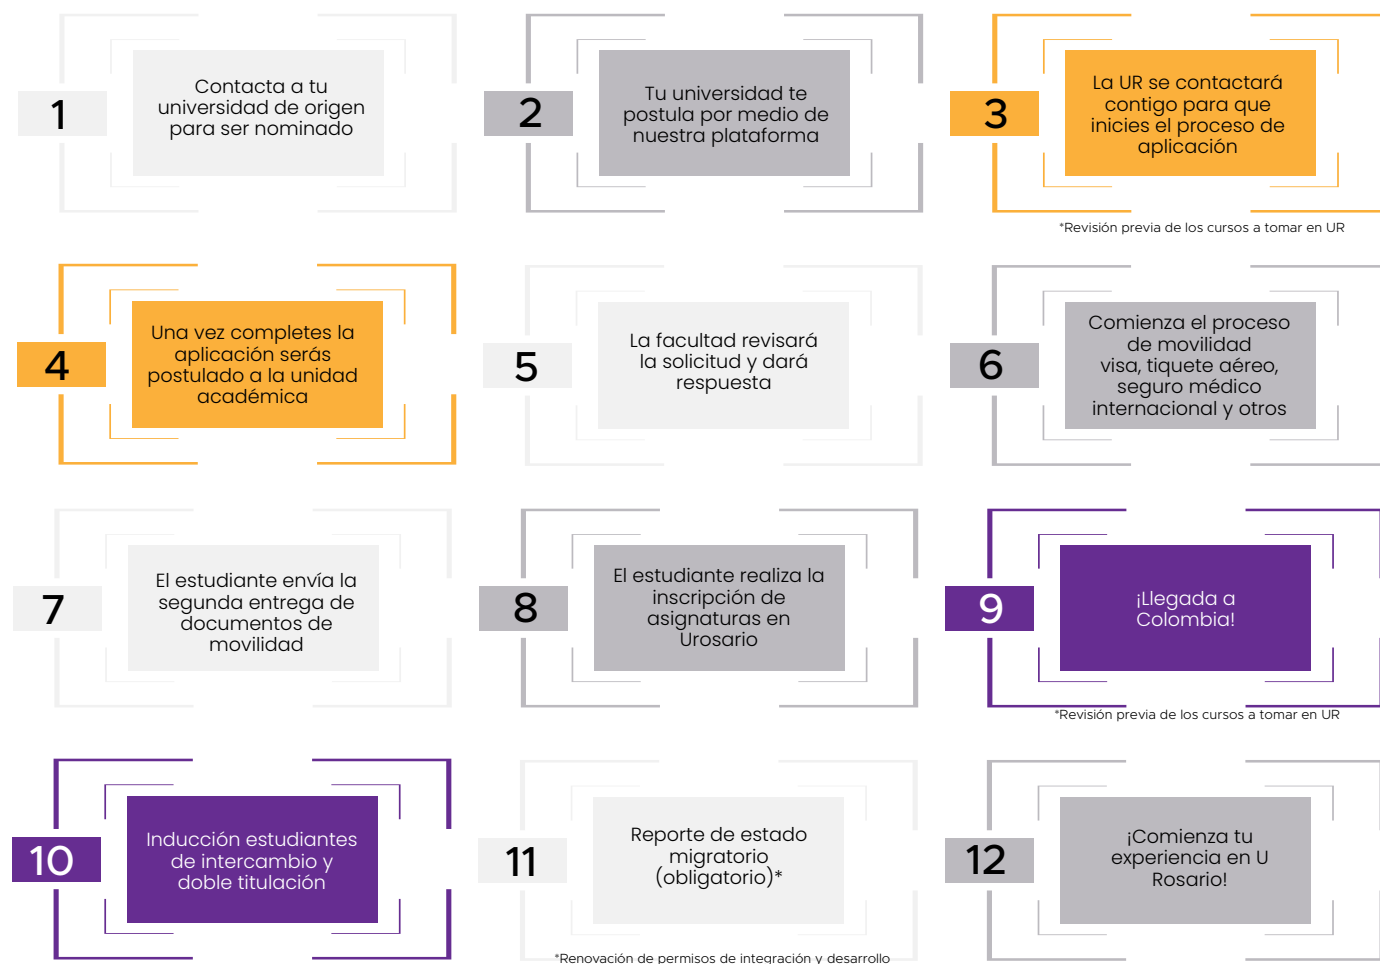 1
Contacta a tu
universidad de origen
para ser nominado
2
Tu universidad te
postula por medio de
nuestra plataforma
3
La UR se contactará
contigo para que
inicies el proceso de
aplicación
*Revisión previa de los cursos a tomar en UR
4
Una vez completes la
aplicación serás
postulado a la unidad
académica
5
La facultad revisará
la solicitud y dará
respuesta
6
Comienza el proceso
de movilidad
visa, tiquete aéreo,
seguro médico
internacional y otros
7
El estudiante envía la
segunda entrega de
documentos de
movilidad
8
El estudiante realiza la
inscripción de
asignaturas en
Urosario
9
¡Llegada a
Colombia!
*Revisión previa de los cursos a tomar en UR
10
Inducción estudiantes
de intercambio y
doble titulación
11
Reporte de estado
migratorio
(obligatorio)*
*Renovación de permisos de integración y desarrollo
12
¡Comienza tu
experiencia en U
Rosario!